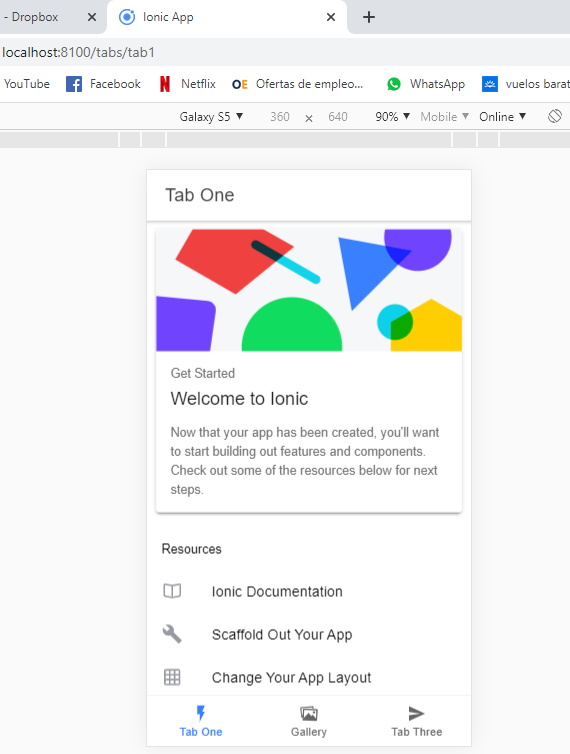 - Dropbox
Ionic App
localhost:8100/tabs/tab1
YouTube Facebook Netflix OE Ofertas de empleo... WhatsApp vuelos barat
Galaxy S5 ▼ 360 × 640 90% ▼ Mobile ▼ Online ▼
Tab One
Get Started
Welcome to Ionic
Now that your app has been created, you'll want
to start building out features and components.
Check out some of the resources below for next
steps.
Resources
Ionic Documentation
Scaffold Out Your App
Change Your App Layout
Tab One Gallery Tab Three